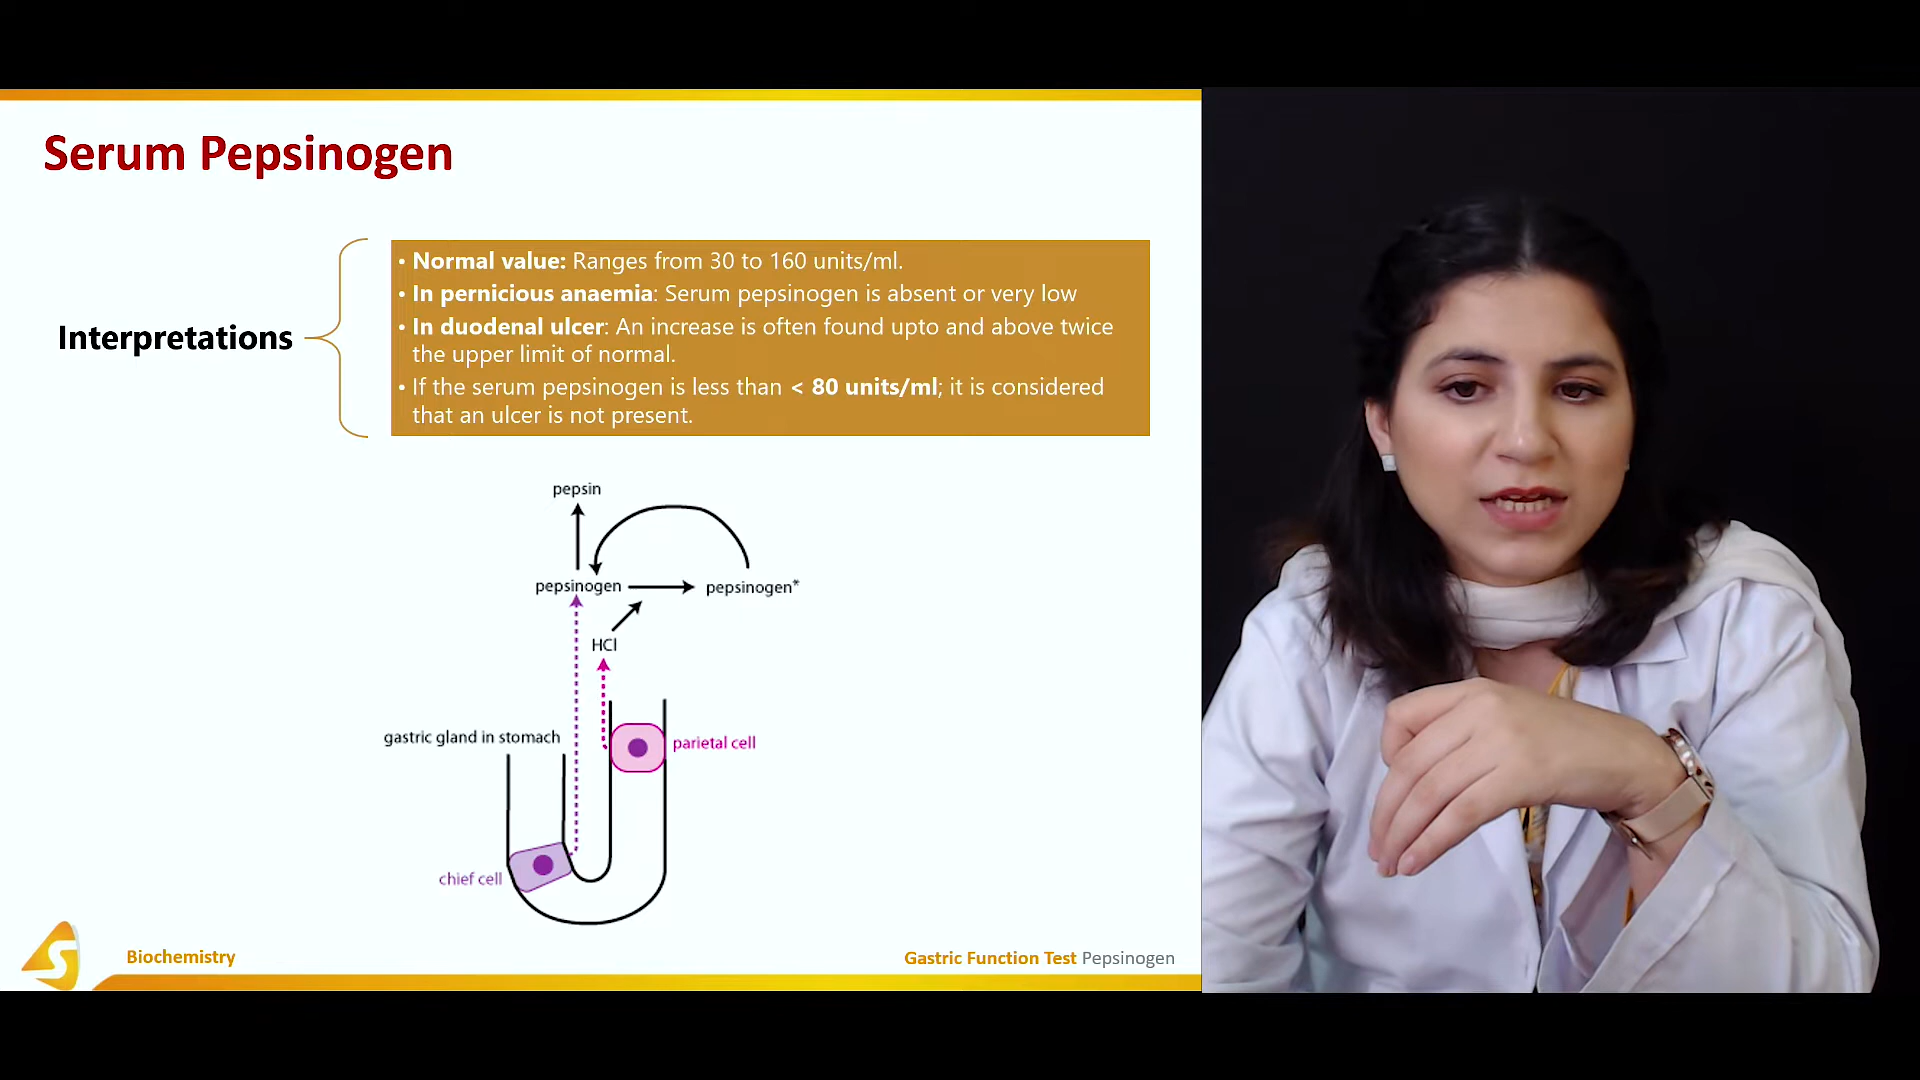 Serum Pepsinogen
Interpretations
• Normal value: Ranges from 30 to 160 units/ml.
• In pernicious anaemia: Serum pepsinogen is absent or very low
• In duodenal ulcer: An increase is often found upto and above twice
the upper limit of normal.
• If the serum pepsinogen is less than < 80 units/ml; it is considered
that an ulcer is not present.
pepsin
pepsinogen
pepsinogen*
HCl
gastric gland in stomach
parietal cell
chief cell
S
Biochemistry
Gastric Function Test Pepsinogen